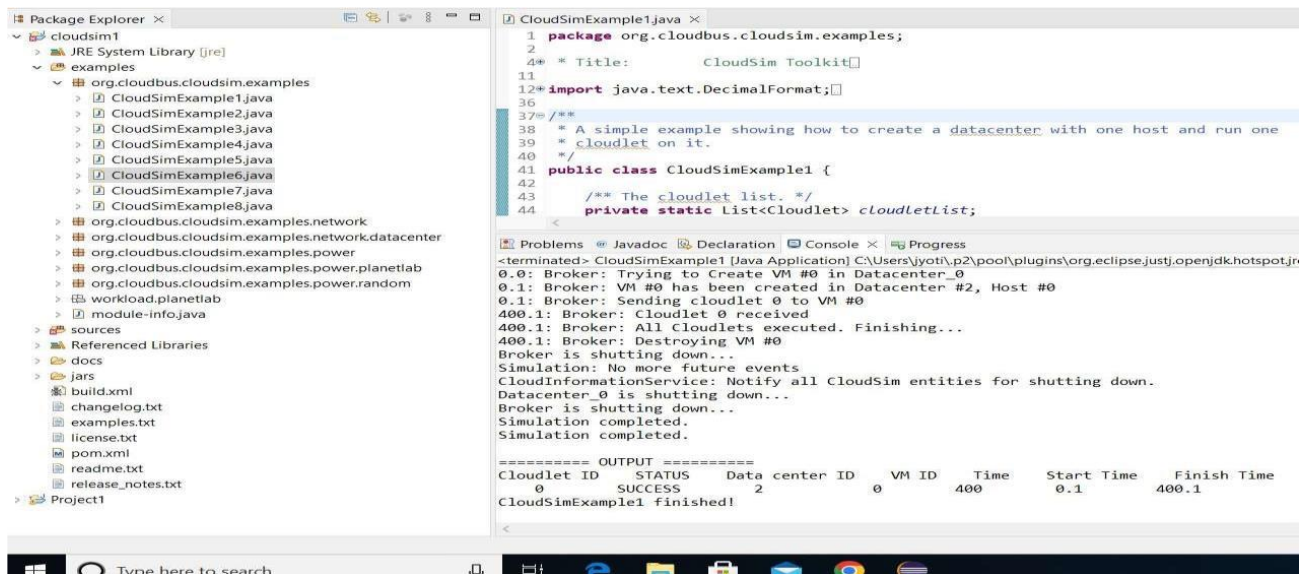 Package Explorer
cloudsim1
JRE System Library [jre]
examples
org.cloudbus.cloudsim.examples
CloudSimExample1.java
CloudSimExample2.java
CloudSimExample3.java
CloudSimExample4.java
CloudSimExample5.java
CloudSimExample6.java
CloudSimExample7.java
CloudSimExample8.java
org.cloudbus.cloudsim.examples.network
org.cloudbus.cloudsim.examples.network.datacenter
org.cloudbus.cloudsim.examples.power
org.cloudbus.cloudsim.examples.power.planetlab
org.cloudbus.cloudsim.examples.power.random
workload.planetlab
module-info.java
sources
Referenced Libraries
docs
jars
build.xml
changelog.txt
examples.txt
license.txt
pom.xml
readme.txt
release_notes.txt
Project1
CloudSimExample1.java
1 package org.cloudbus.cloudsim.examples;
2
4 * Title: CloudSim Toolkit
11
12 import java.text.DecimalFormat;
36
37 /**
38 * A simple example showing how to create a datacenter with one host and run one
39 * cloudlet on it.
40 */
41 public class CloudSimExample1 {
42
43 /** The cloudlet list. */
44 private static List<Cloudlet> cloudletList;
Problems Javadoc Declaration Console Progress
<terminated> CloudSimExample1 [Java Application] C:\Users\jyoti\.p2\pool\plugins\org.eclipse.justj.openjdk.hotspot.jre
0.0: Broker: Trying to Create VM #0 in Datacenter_0
0.1: Broker: VM #0 has been created in Datacenter #2, Host #0
0.1: Broker: Sending cloudlet 0 to VM #0
400.1: Broker: Cloudlet 0 received
400.1: Broker: All Cloudlets executed. Finishing...
400.1: Broker: Destroying VM #0
Broker is shutting down...
Simulation: No more future events
CloudInformationService: Notify all CloudSim entities for shutting down.
Datacenter_0 is shutting down...
Broker is shutting down...
Simulation completed.
Simulation completed.
========== OUTPUT ==========
Cloudlet ID STATUS Data center ID VM ID Time Start Time Finish Time
0 SUCCESS 2 0 400 0.1 400.1
CloudSimExample1 finished!
Type here to search